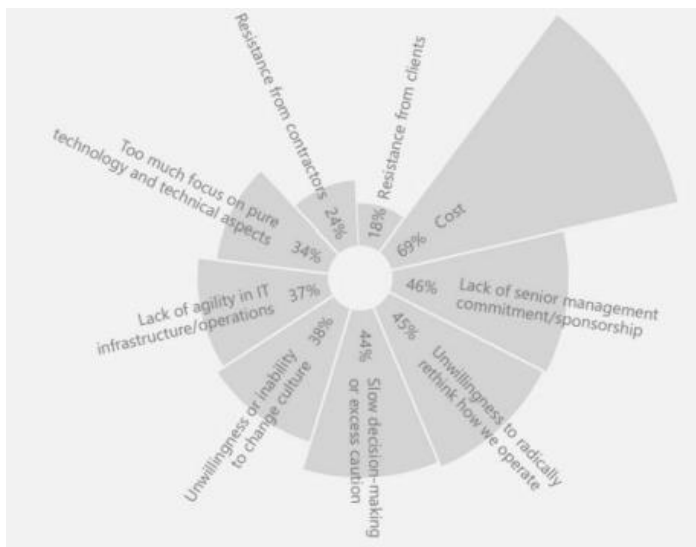 69% Cost
46% Lack of senior management
commitment/sponsorship
45% Unwillingness to radically
rethink how we operate
44% Slow decision-making
or excess caution
38% Unwillingness or inability
to change culture
37% Lack of agility in IT
infrastructure/operations
34% Too much focus on pure
technology and technical aspects
24% Resistance from contractors
18% Resistance from clients